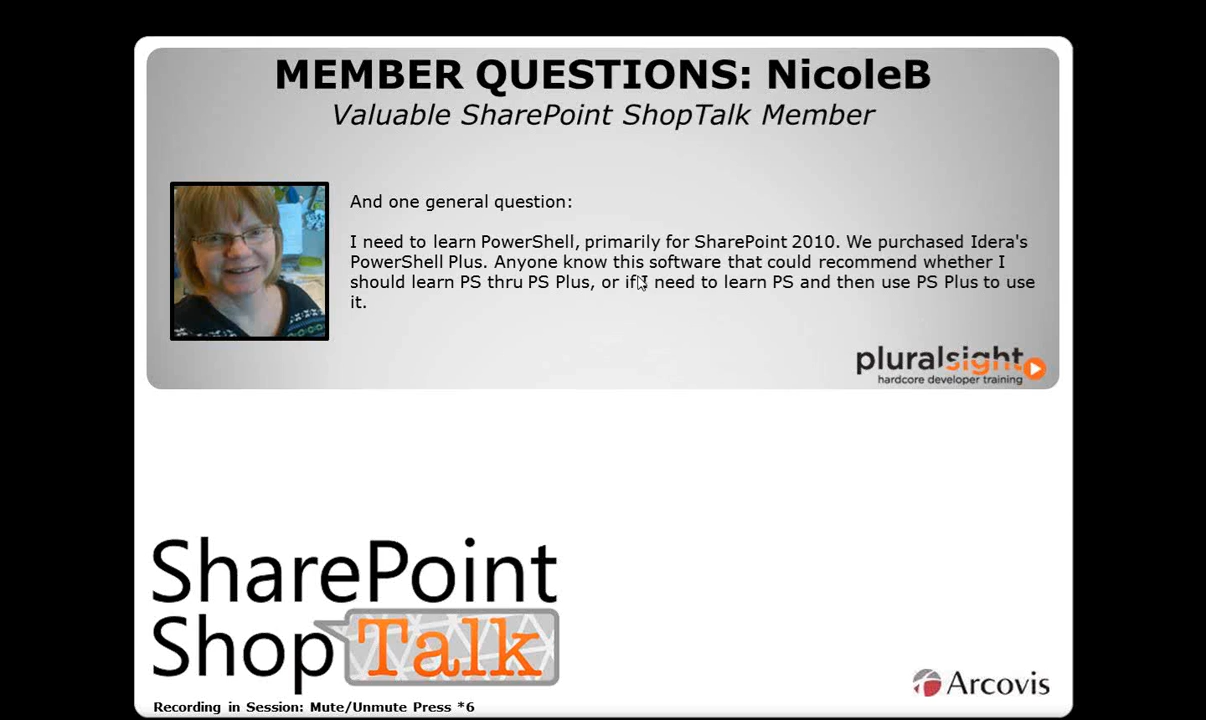 MEMBER QUESTIONS: NicoleB
Valuable SharePoint ShopTalk Member
And one general question:
I need to learn PowerShell, primarily for SharePoint 2010. We purchased Idera's
PowerShell Plus. Anyone know this software that could recommend whether I
should learn PS thru PS Plus, or if I need to learn PS and then use PS Plus to use
it.
pluralsight
hardcore developer training
SharePoint
Shop Talk
Arcovis
Recording in Session: Mute/Unmute Press *6